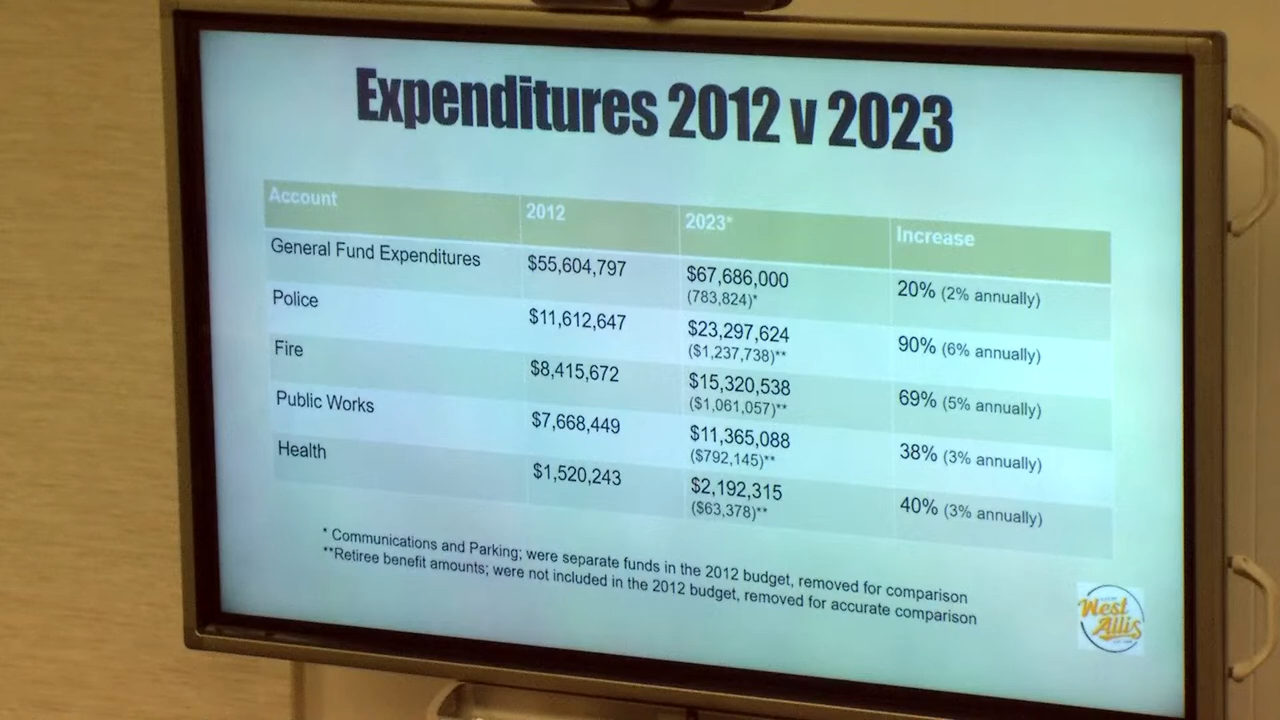 Expenditures 2012 v 2023
Account 2012 2023* Increase
General Fund Expenditures $55,604,797 $67,686,000 20% (2% annually)
(783,824)*
Police $11,612,647 $23,297,624 90% (6% annually)
($1,237,738)**
Fire $8,415,672 $15,320,538 69% (5% annually)
($1,061,057)**
Public Works $7,668,449 $11,365,088 38% (3% annually)
($792,145)**
Health $1,520,243 $2,192,315 40% (3% annually)
($63,378)**
* Communications and Parking; were separate funds in the 2012 budget, removed for comparison
**Retiree benefit amounts; were not included in the 2012 budget, removed for accurate comparison
West
Allis